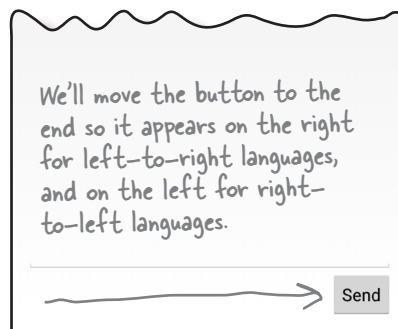 We'll move the button to the
end so it appears on the right
for left-to-right languages,
and on the left for right-
to-left languages.
Send